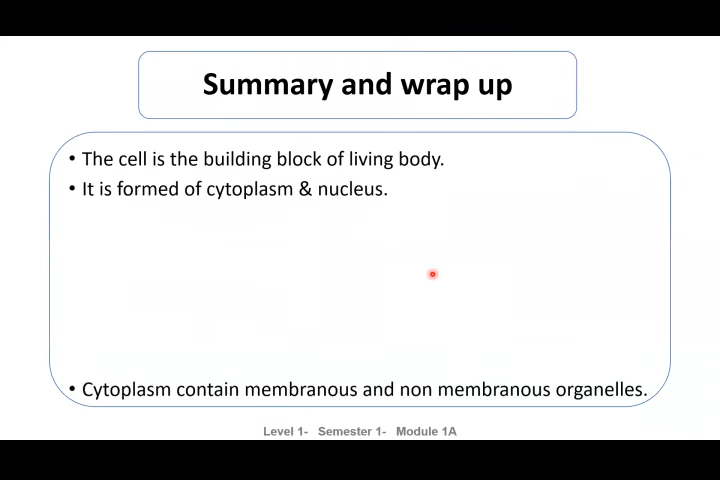 Summary and wrap up
• The cell is the building block of living body.
• It is formed of cytoplasm & nucleus.
• Cytoplasm contain membranous and non membranous organelles.
Level 1- Semester 1- Module 1A